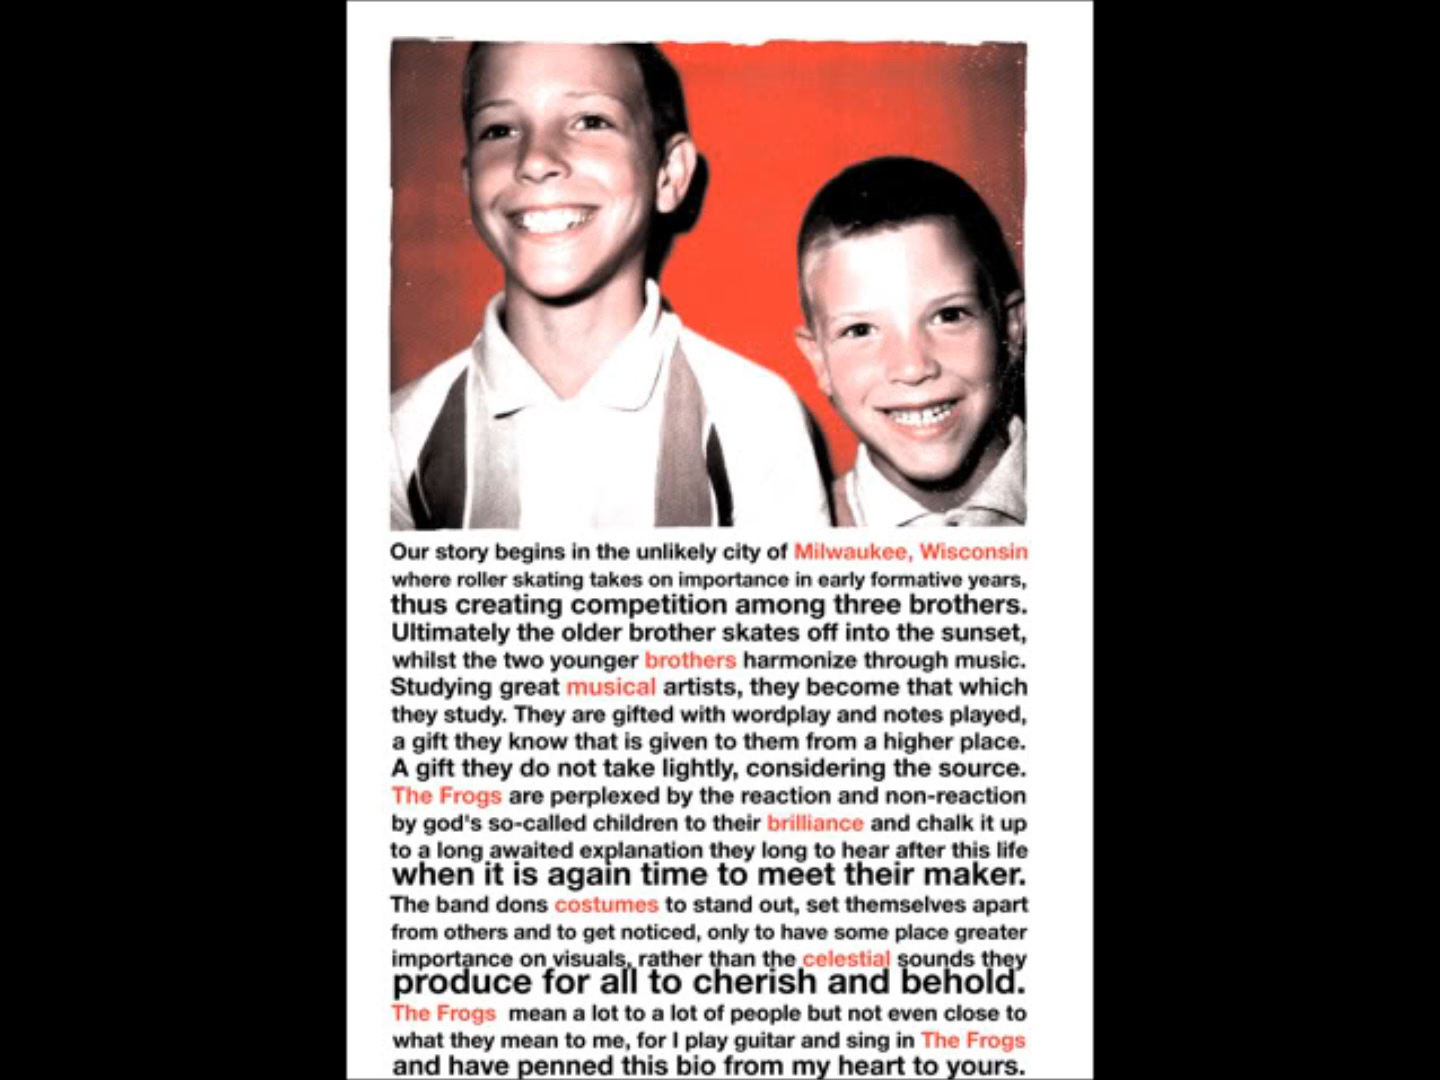 Our story begins in the unlikely city of Milwaukee, Wisconsin
where roller skating takes on importance in early formative years,
thus creating competition among three brothers.
Ultimately the older brother skates off into the sunset,
whilst the two younger brothers harmonize through music.
Studying great musical artists, they become that which
they study. They are gifted with wordplay and notes played,
a gift they know that is given to them from a higher place.
A gift they do not take lightly, considering the source.
The Frogs are perplexed by the reaction and non-reaction
by god's so-called children to their brilliance and chalk it up
to a long awaited explanation they long to hear after this life
when it is again time to meet their maker.
The band dons costumes to stand out, set themselves apart
from others and to get noticed, only to have some place greater
importance on visuals, rather than the celestial sounds they
produce for all to cherish and behold.
The Frogs mean a lot to a lot of people but not even close to
what they mean to me, for I play guitar and sing in The Frogs
and have penned this bio from my heart to yours.